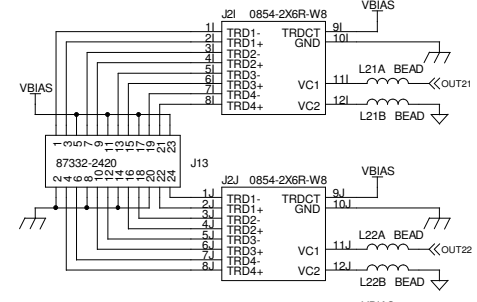 VBIAS
J2I 0854-2X6R-W8
1I TRD1- TRDCT 9I
2I TRD1+ GND 10I
3I TRD2-
4I TRD2+
5I TRD3- L21A BEAD
6I TRD3+ VC1 11I OUT21
7I TRD4-
8I TRD4+ VC2 12I
L21B BEAD
VBIAS
1 3 5 7 9 11 13 15 17 19 21 23
87332-2420 J13
2 4 6 8 10 12 14 16 18 20 22 24
VBIAS
J2J 0854-2X6R-W8
1J TRD1- TRDCT 9J
2J TRD1+ GND 10J
3J TRD2-
4J TRD2+
5J TRD3- L22A BEAD
6J TRD3+ VC1 11J OUT22
7J TRD4-
8J TRD4+ VC2 12J
L22B BEAD